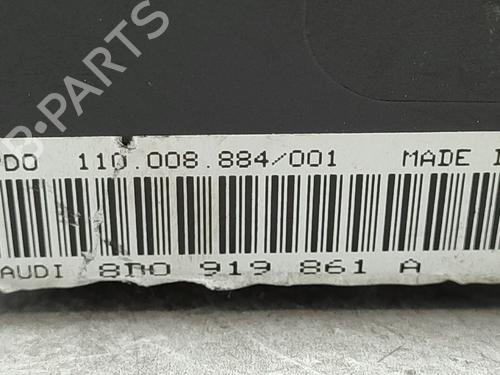 B-PARTS
DO 110.008.884/001 MADE I
AUDI 8D0 919 861 A